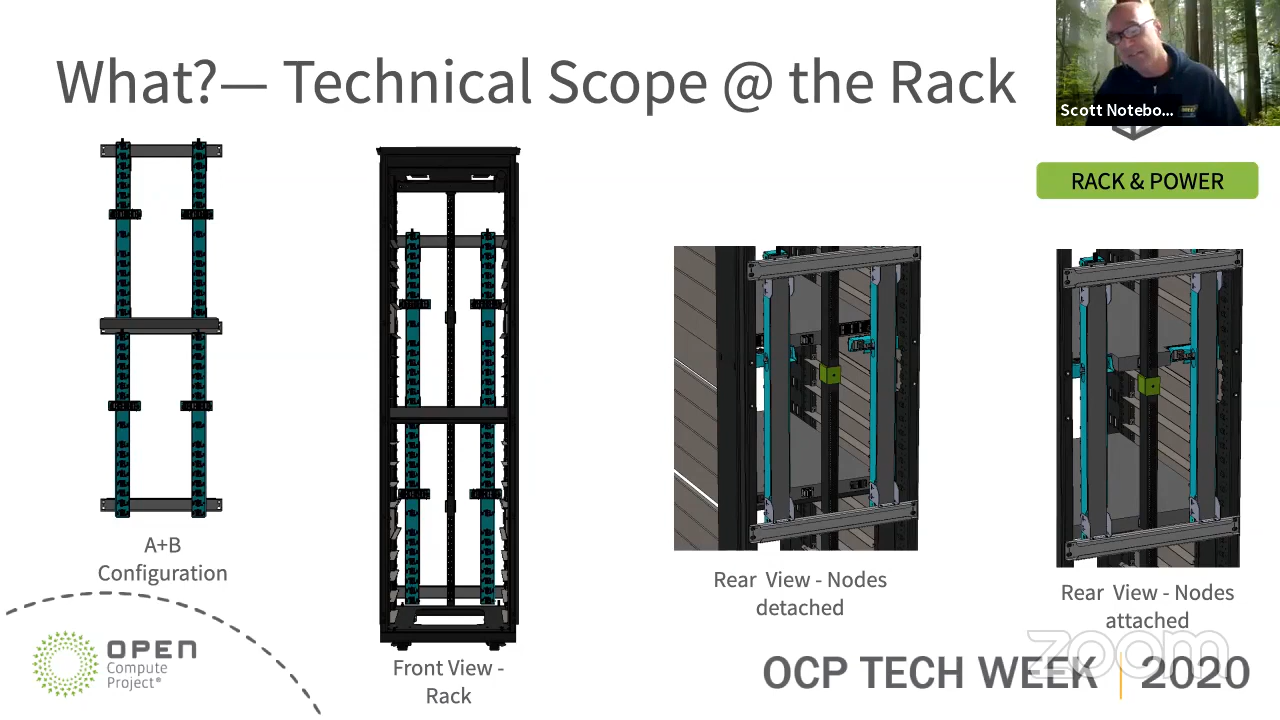 What?— Technical Scope @ the Rack
Scott Notebo...
RACK & POWER
A+B
Configuration
Front View -
Rack
Rear View - Nodes
detached
Rear View - Nodes
attached
OPEN
Compute
Project®
zoom
OCP TECH WEEK | 2020